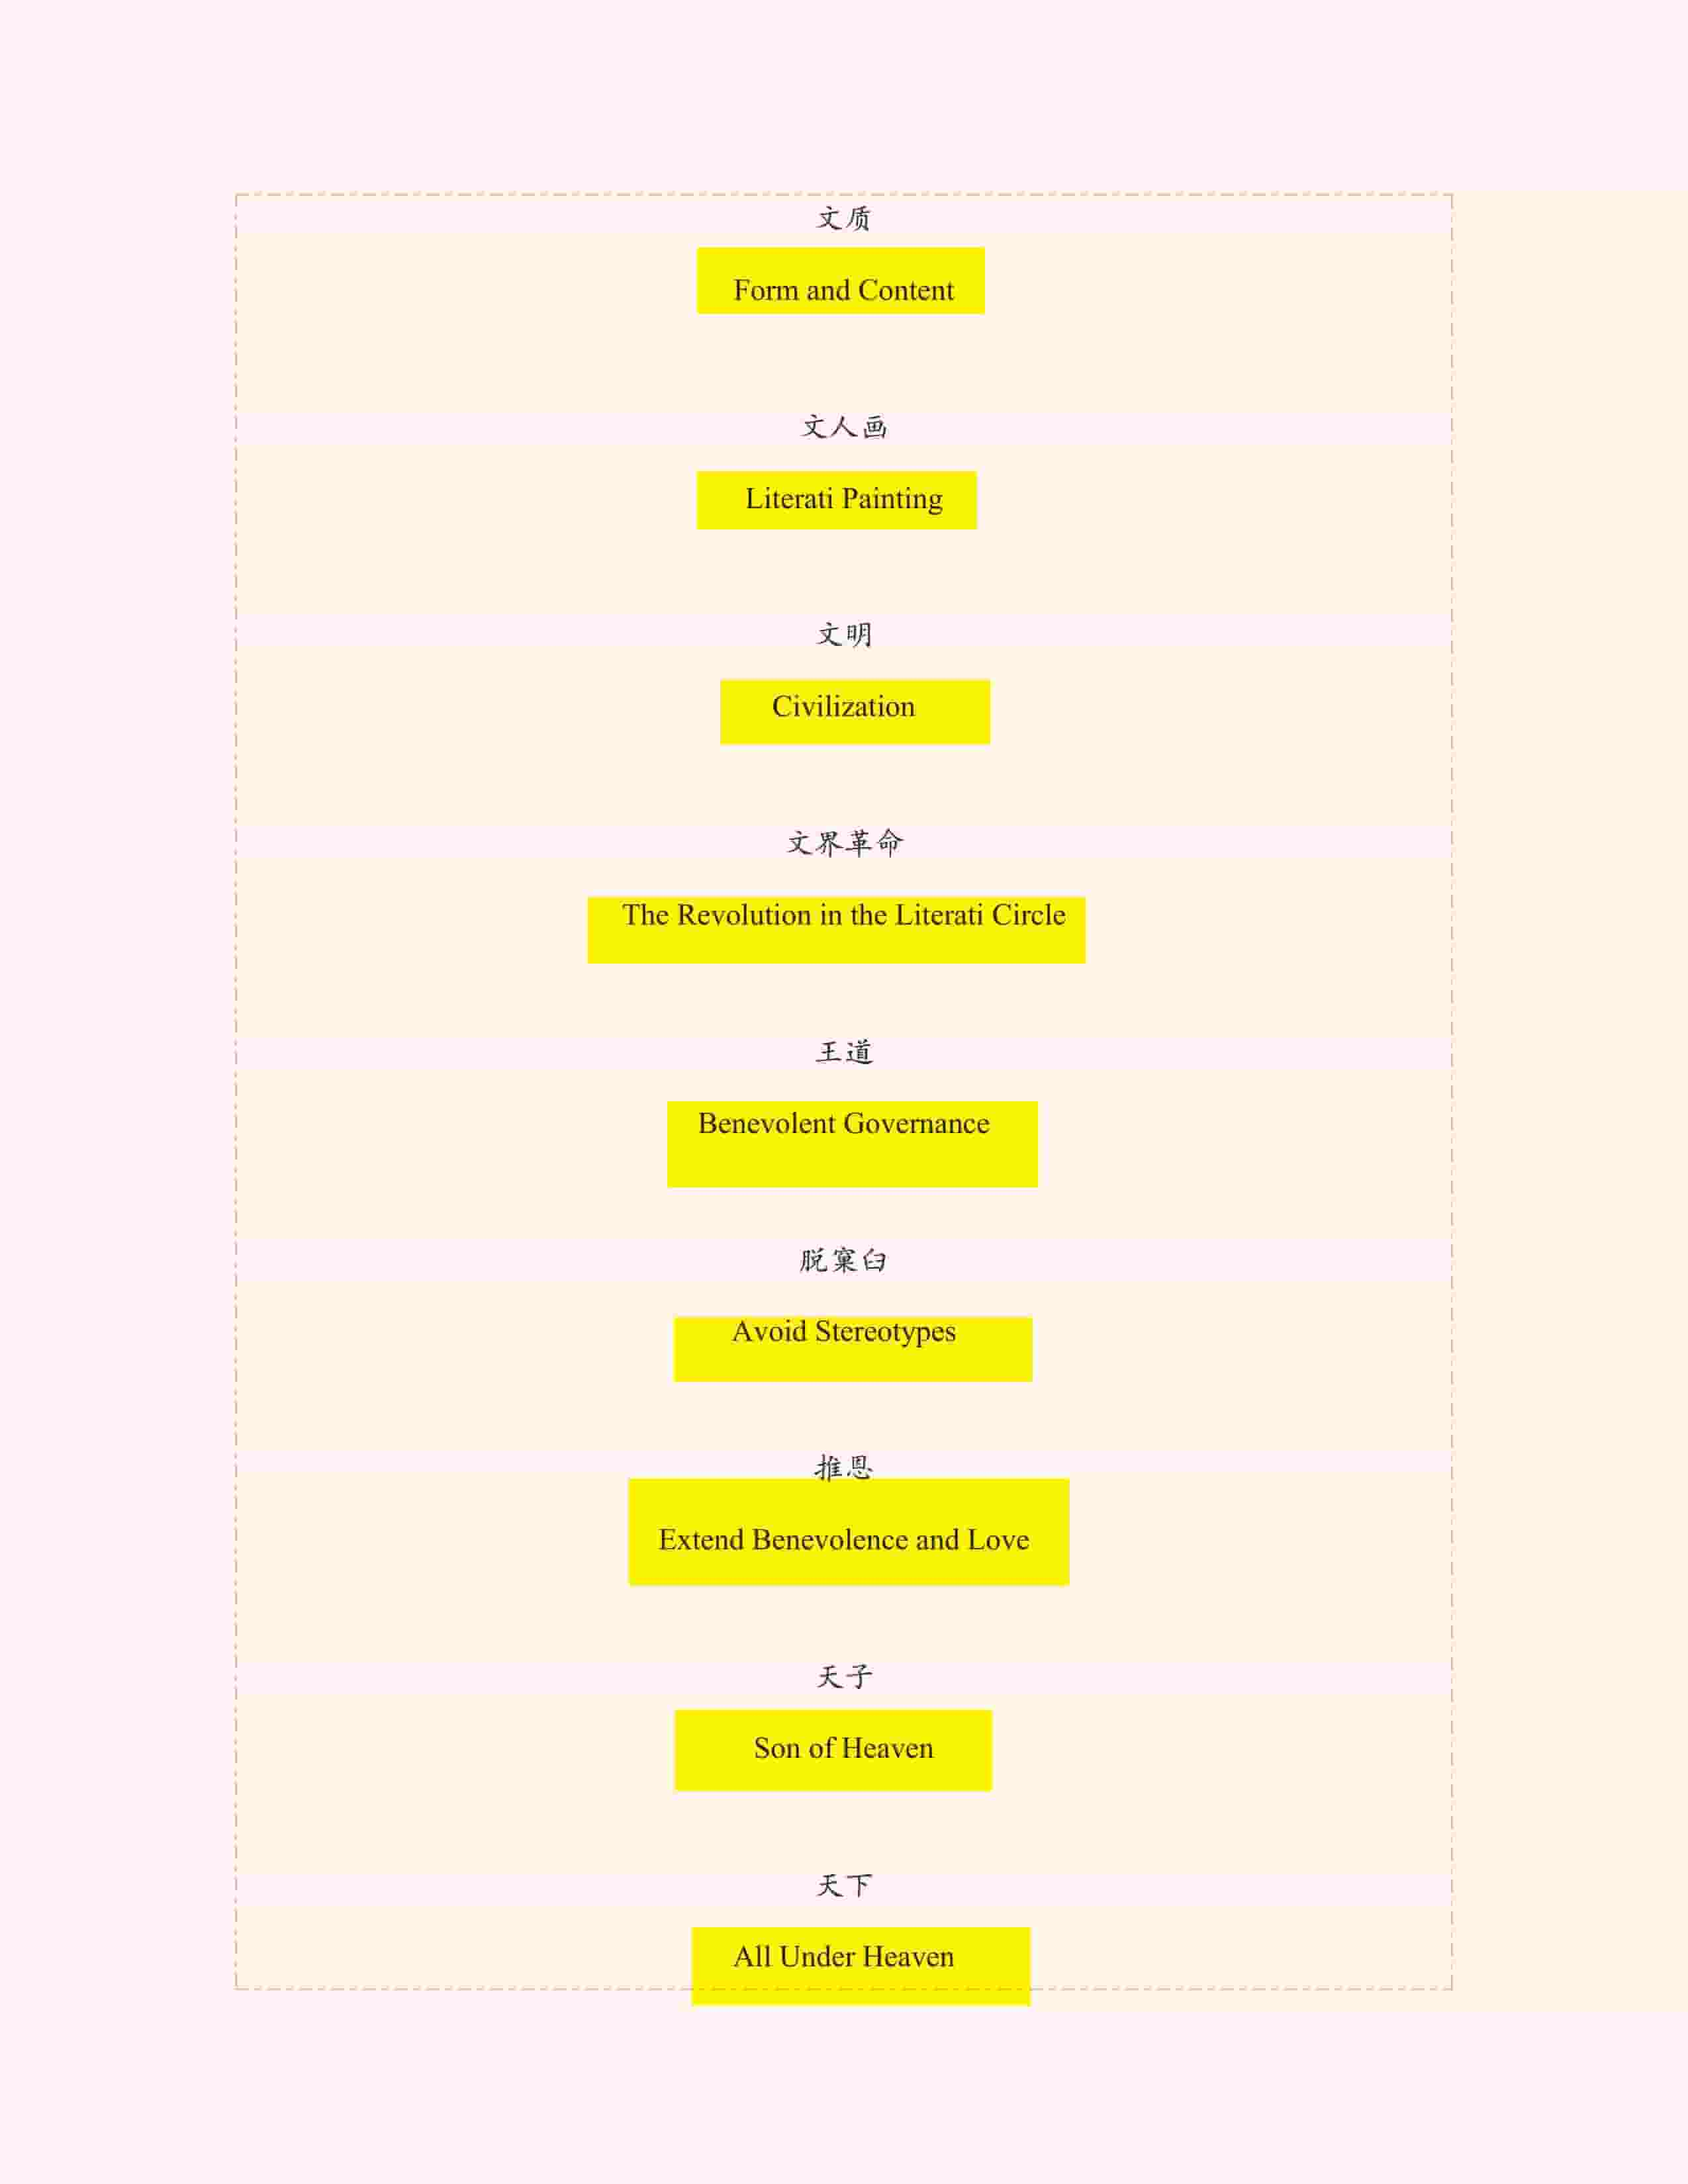 文质
Form and Content
文人画
Literati Painting
文明
Civilization
文界革命
The Revolution in the Literati Circle
王道
Benevolent Governance
脱窠臼
Avoid Stereotypes
推恩
Extend Benevolence and Love
天子
Son of Heaven
天下
All Under Heaven